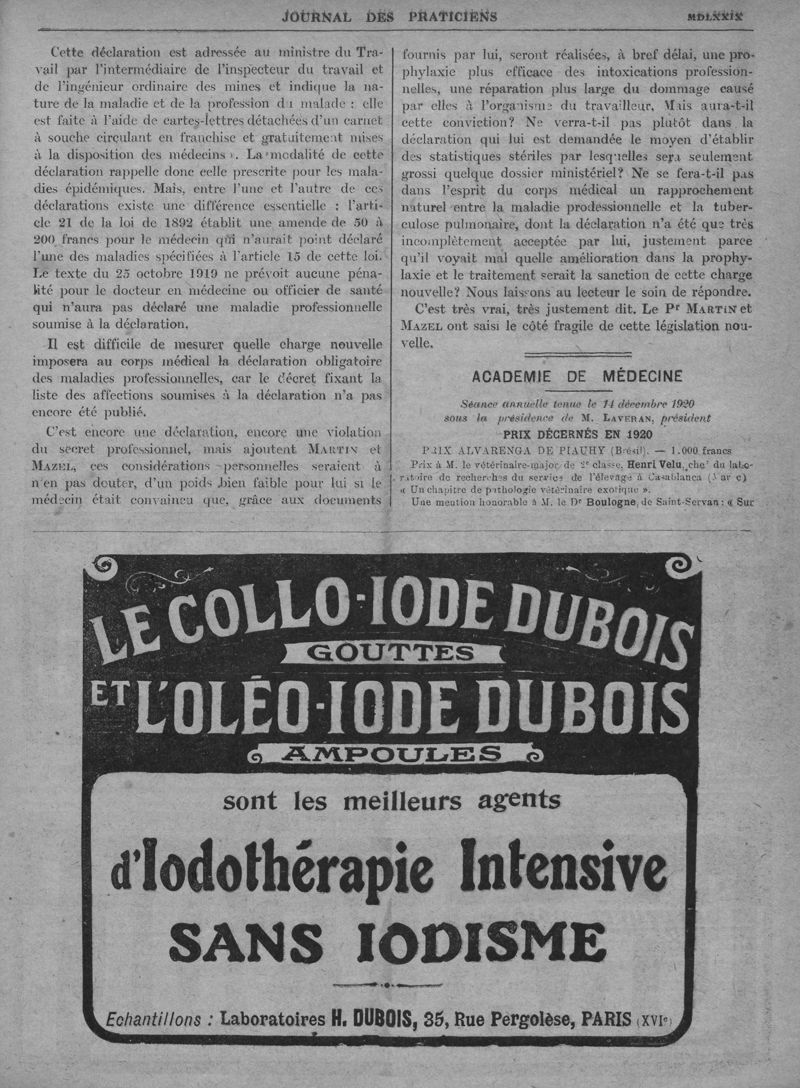 JOURNAL DES PRATICIENS
MDLXXIX
Cette déclaration est adressée au ministre du Tra-
vail par l'intermédiaire de l'inspecteur du travail et
de l'ingénieur ordinaire des mines et indique la na-
ture de la maladie et de la profession du malade : elle
est faite à l'aide de cartes-lettres détachées d'un carnet
à souche circulant en franchise et gratuitement mises
à la disposition des médecins ». La modalité de cette
déclaration rappelle donc celle prescrite pour les mala-
dies épidémiques. Mais, entre l'une et l'autre de ces
déclarations existe une différence essentielle : l'arti-
cle 21 de la loi de 1892 établit une amende de 50 à
200 francs pour le médecin qui n'aurait point déclaré
l'une des maladies spécifiées à l'article 15 de cette loi.
Le texte du 25 octobre 1919 ne prévoit aucune péna-
lité pour le docteur en médecine ou officier de santé
qui n'aura pas déclaré une maladie professionnelle
soumise à la déclaration.
Il est difficile de mesurer quelle charge nouvelle
imposera au corps médical la déclaration obligatoire
des maladies professionnelles, car le décret fixant la
liste des affections soumises à la déclaration n'a pas
encore été publié.
C'est encore une déclaration, encore une violation
du secret professionnel, mais ajoutent MARTIN et
MAZEL, ces considérations personnelles seraient à
n'en pas douter, d'un poids bien faible pour lui si le
médecin était convaincu que, grâce aux documents
fournis par lui, seront réalisées, à bref délai, une pro-
phylaxie plus efficace des intoxications profession-
nelles, une réparation plus large du dommage causé
par elles à l'organisme du travailleur. Mais aura-t-il
cette conviction? Ne verra-t-il pas plutôt dans la
déclaration qui lui est demandée le moyen d'établir
des statistiques stériles par lesquelles sera seulement
grossi quelque dossier ministériel? Ne se fera-t-il pas
dans l'esprit du corps médical un rapprochement
naturel entre la maladie prodessionnelle et la tuber-
culose pulmonaire, dont la déclaration n'a été que très
incomplètement acceptée par lui, justement parce
qu'il voyait mal quelle amélioration dans la prophy-
laxie et le traitement serait la sanction de cette charge
nouvelle? Nous laissons au lecteur le soin de répondre.
C'est très vrai, très justement dit. Le Pr MARTIN et
MAZEL ont saisi le côté fragile de cette législation nou-
velle.
ACADEMIE DE MÉDECINE
Séance annuelle tenue le 14 décembre 1920
sous la présidence de M. LAVERAN, président
PRIX DÉCERNÉS EN 1920
PRIX ALVARENGA DE PIAUHY (Brésil). — 1.000 francs
Prix à M. le vétérinaire-major de 2e classe, Henri Velu, chef du labo-
ratoire de recherches du service de l'élevage à Casablanca
« Un chapitre de pathologie vétérinaire exotique ».
Une mention honorable à M. le Dr Boulogne, de Saint-Servan : « Sur
LE COLLO-IODE DUBOIS
GOUTTES
ET L'OLÉO-IODE DUBOIS
AMPOULES
sont les meilleurs agents
d'Iodothérapie Intensive
SANS IODISME
Echantillons : Laboratoires H. DUBOIS, 35, Rue Pergolèse, PARIS (XVIe)